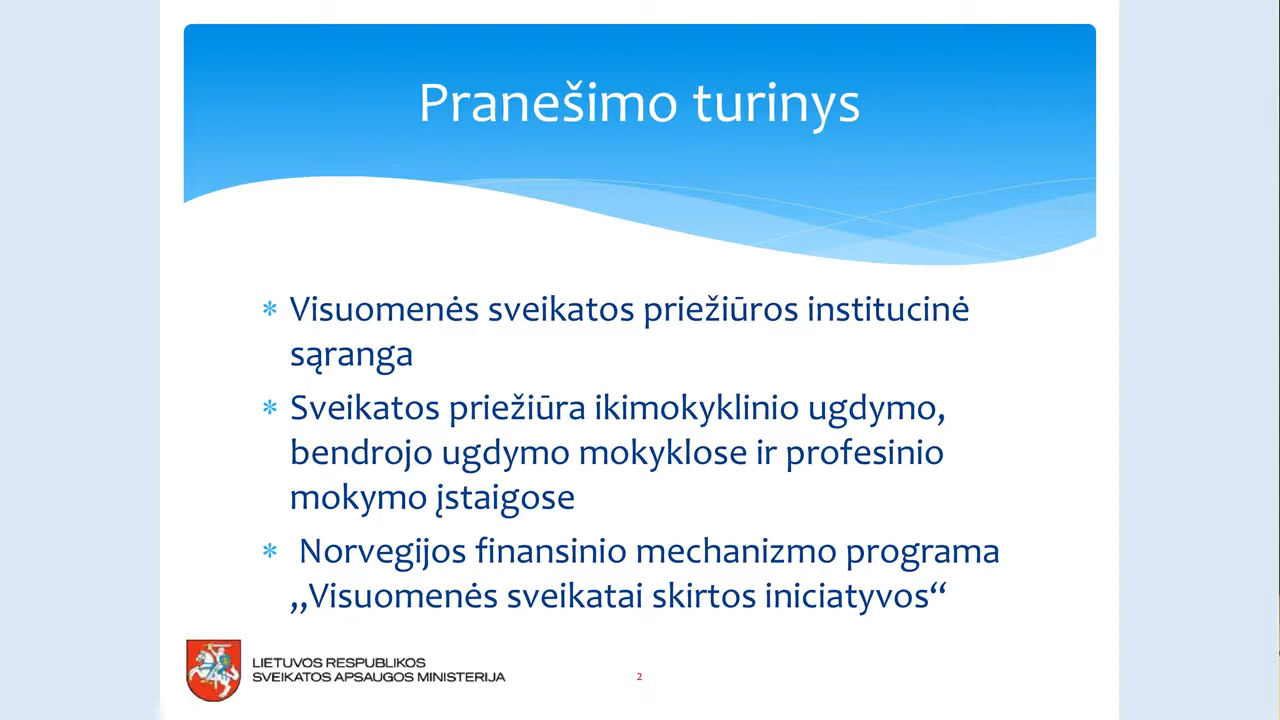 Pranešimo turinys
* Visuomenės sveikatos priežiūros institucinė
sąranga
* Sveikatos priežiūra ikimokyklinio ugdymo,
bendrojo ugdymo mokyklose ir profesinio
mokymo įstaigose
* Norvegijos finansinio mechanizmo programa
„Visuomenės sveikatai skirtos iniciatyvos“
LIETUVOS RESPUBLIKOS
SVEIKATOS APSAUGOS MINISTERIJA
2